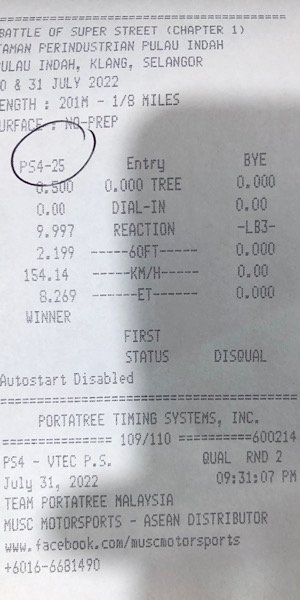 BATTLE OF SUPER STREET (CHAPTER 1)
TAMAN PERINDUSTRIAN PULAU INDAH
PULAU INDAH, KLANG, SELANGOR
0 & 31 JULY 2022
ENGTH : 201M - 1/8 MILES
URFACE : NO-PREP
PS4-25 Entry BYE
0.500 0.000 TREE 0.000
0.00 DIAL-IN 0.00
9.997 REACTION -LB3-
2.199 -----60FT----- 0.000
154.14 -----KM/H----- 0.00
8.269 ------ET------ 0.000
WINNER
FIRST
STATUS DISQUAL
Autostart Disabled
PORTATREE TIMING SYSTEMS, INC.
=============== 109/110 ==========600214
PS4 - VTEC P.S. QUAL RND 2
July 31, 2022 09:31:07 PM
TEAM PORTATREE MALAYSIA
MUSC MOTORSPORTS - ASEAN DISTRIBUTOR
www.facebook.com/muscmotorsports
+6016-6681490